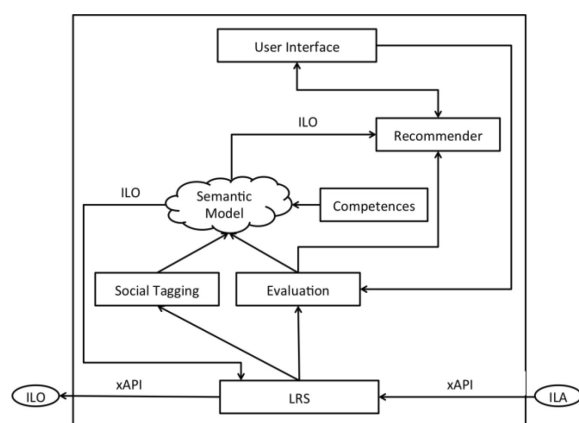 User Interface
ILO
Recommender
ILO
Semantic
Model
Competences
Social Tagging
Evaluation
xAPI
xAPI
ILO
LRS
ILA